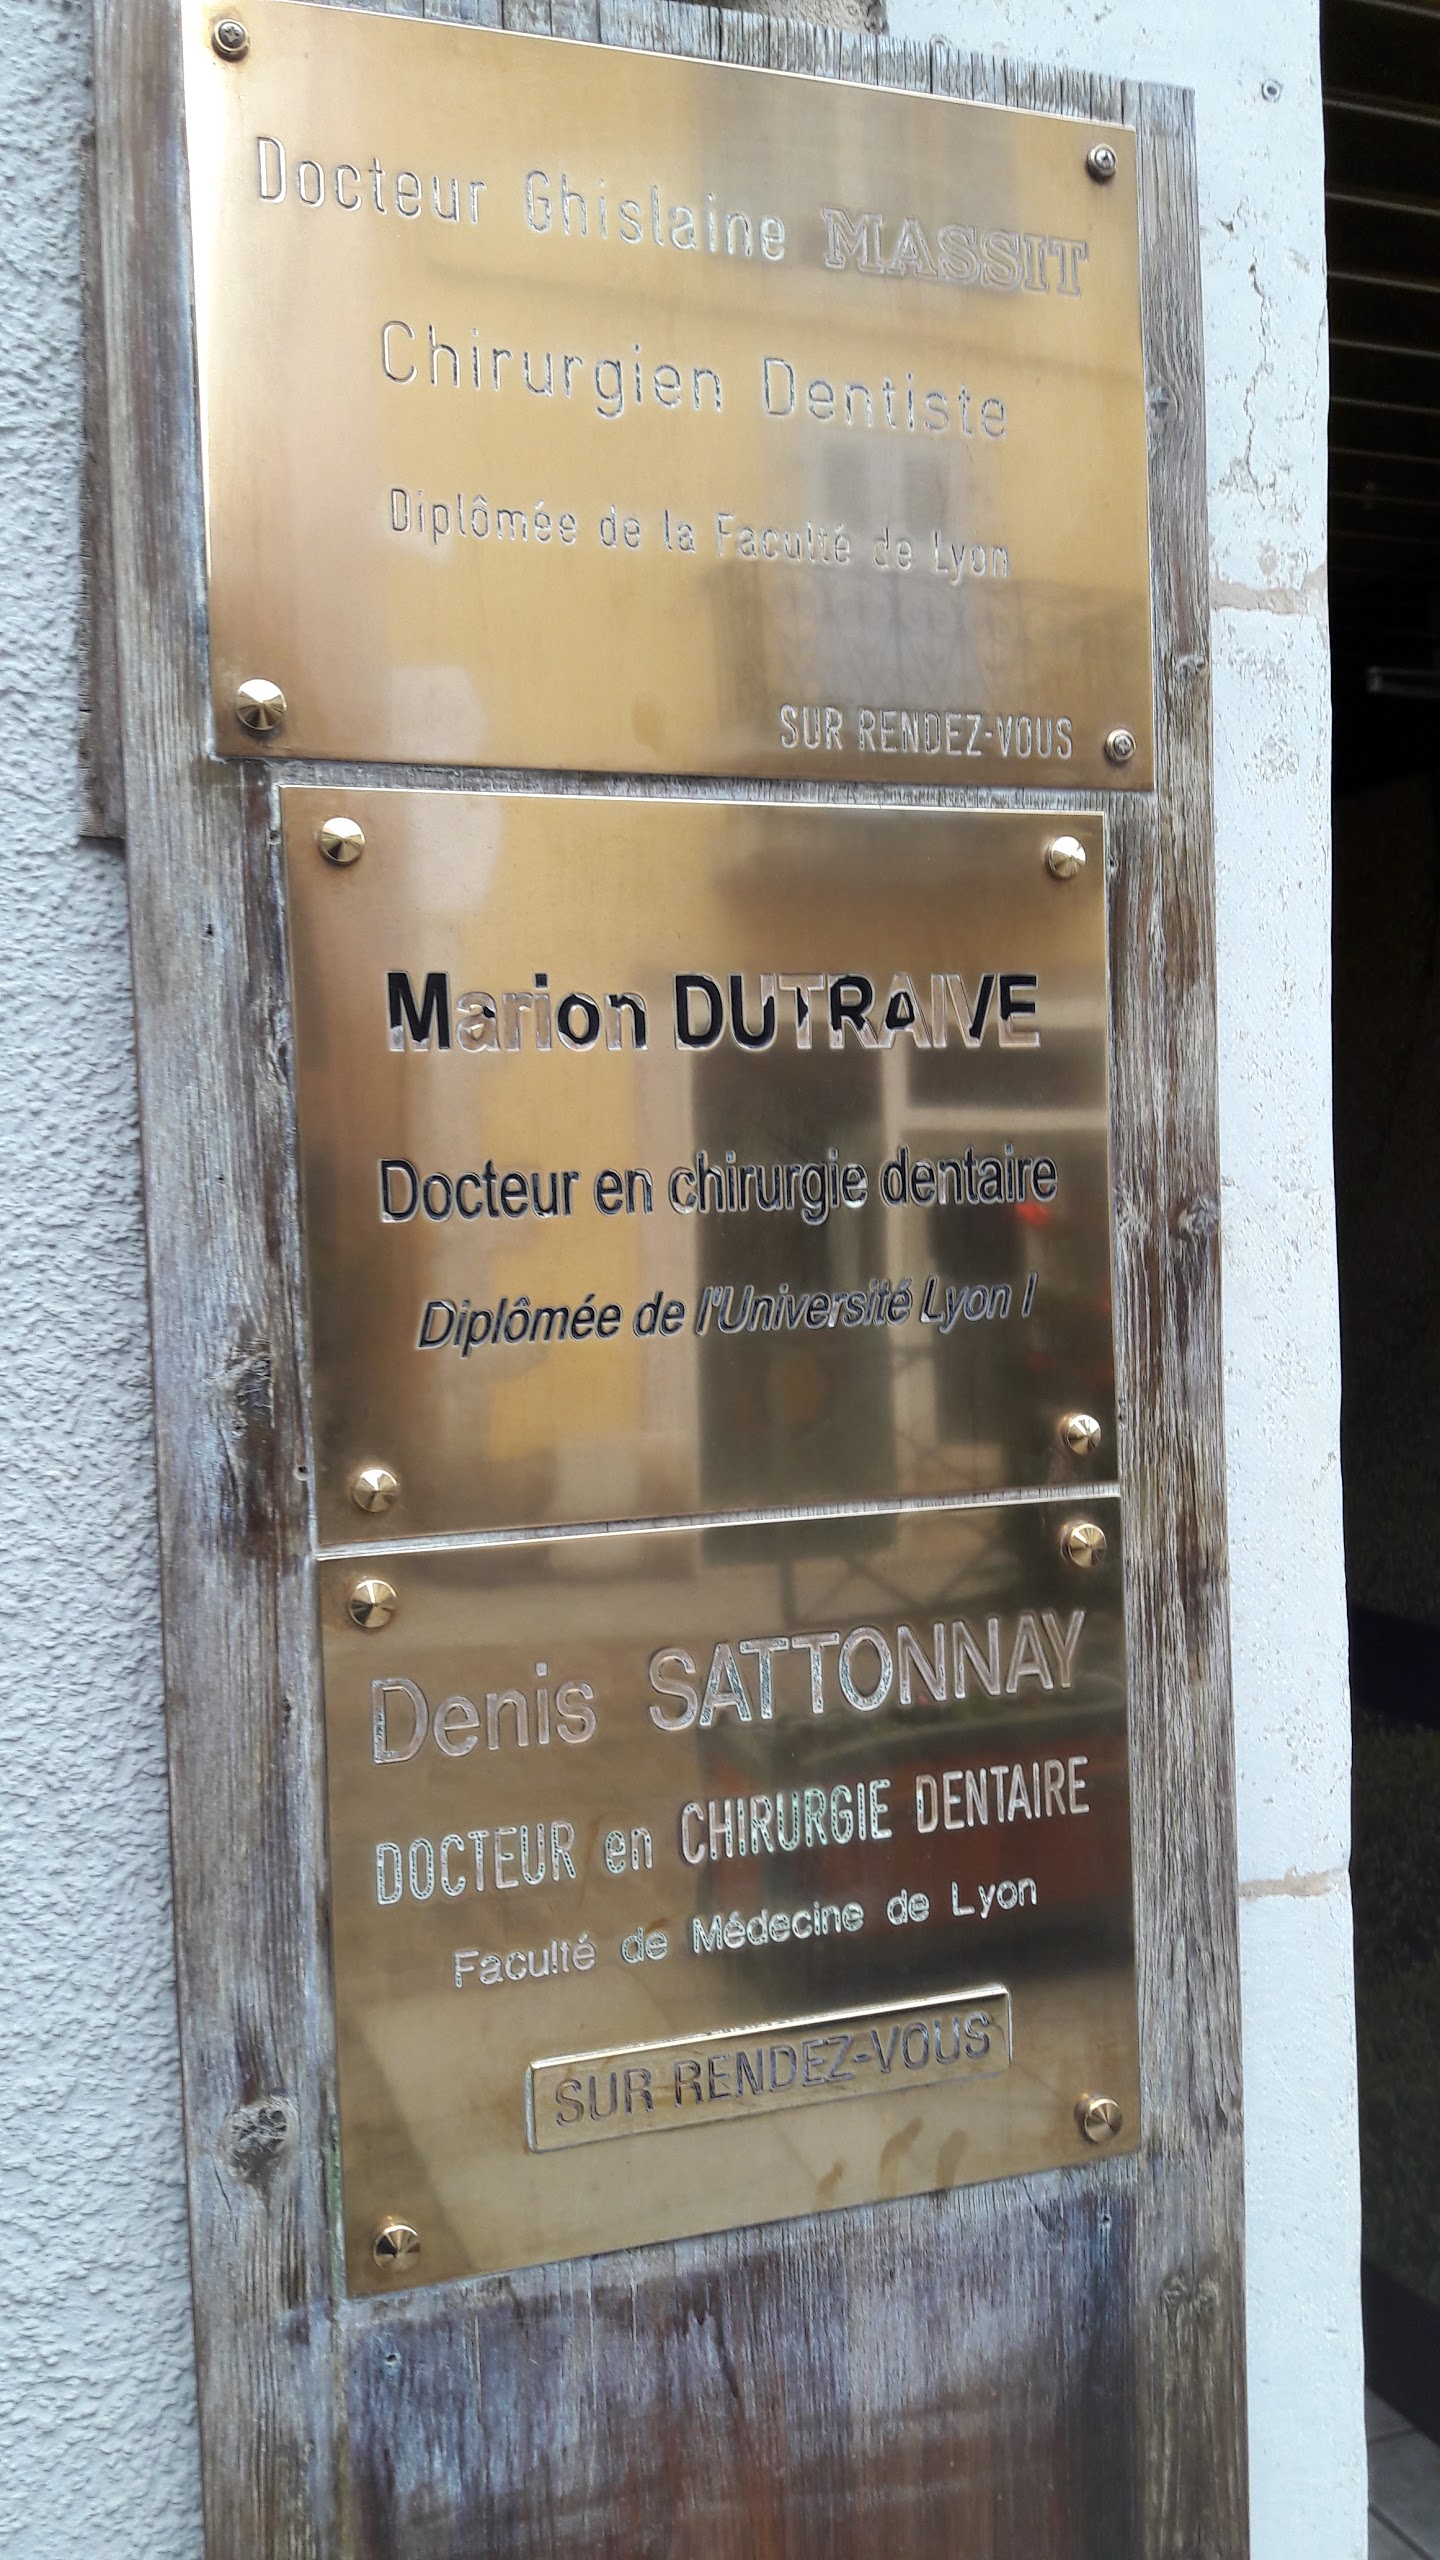 Docteur Ghislaine MASSIT
Chirurgien Dentiste
Diplômée de la Faculté de Lyon
SUR RENDEZ-VOUS
Marion DUTRAIVE
Docteur en chirurgie dentaire
Diplômée de l'Université Lyon I
Denis SATTONNAY
DOCTEUR en CHIRURGIE DENTAIRE
Faculté de Médecine de Lyon
SUR RENDEZ-VOUS